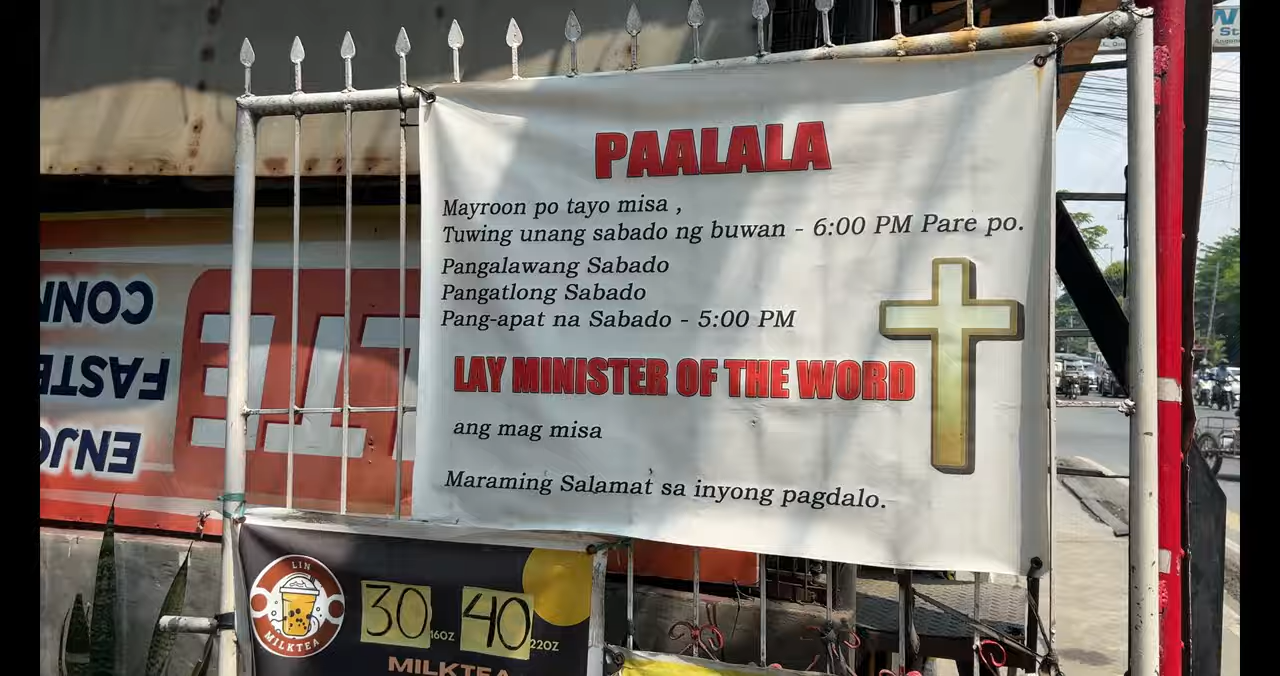 PAALALA
Mayroon po tayo misa ,
Tuwing unang sabado ng buwan - 6:00 PM Pare po.
Pangalawang Sabado
Pangatlong Sabado
Pang-apat na Sabado - 5:00 PM
LAY MINISTER OF THE WORD
ang mag misa
Maraming Salamat sa inyong pagdalo.
CONN
FASTE
ENJO
LIN
MILKTEA
30 16OZ 40 22OZ
MILKTEA
W
St